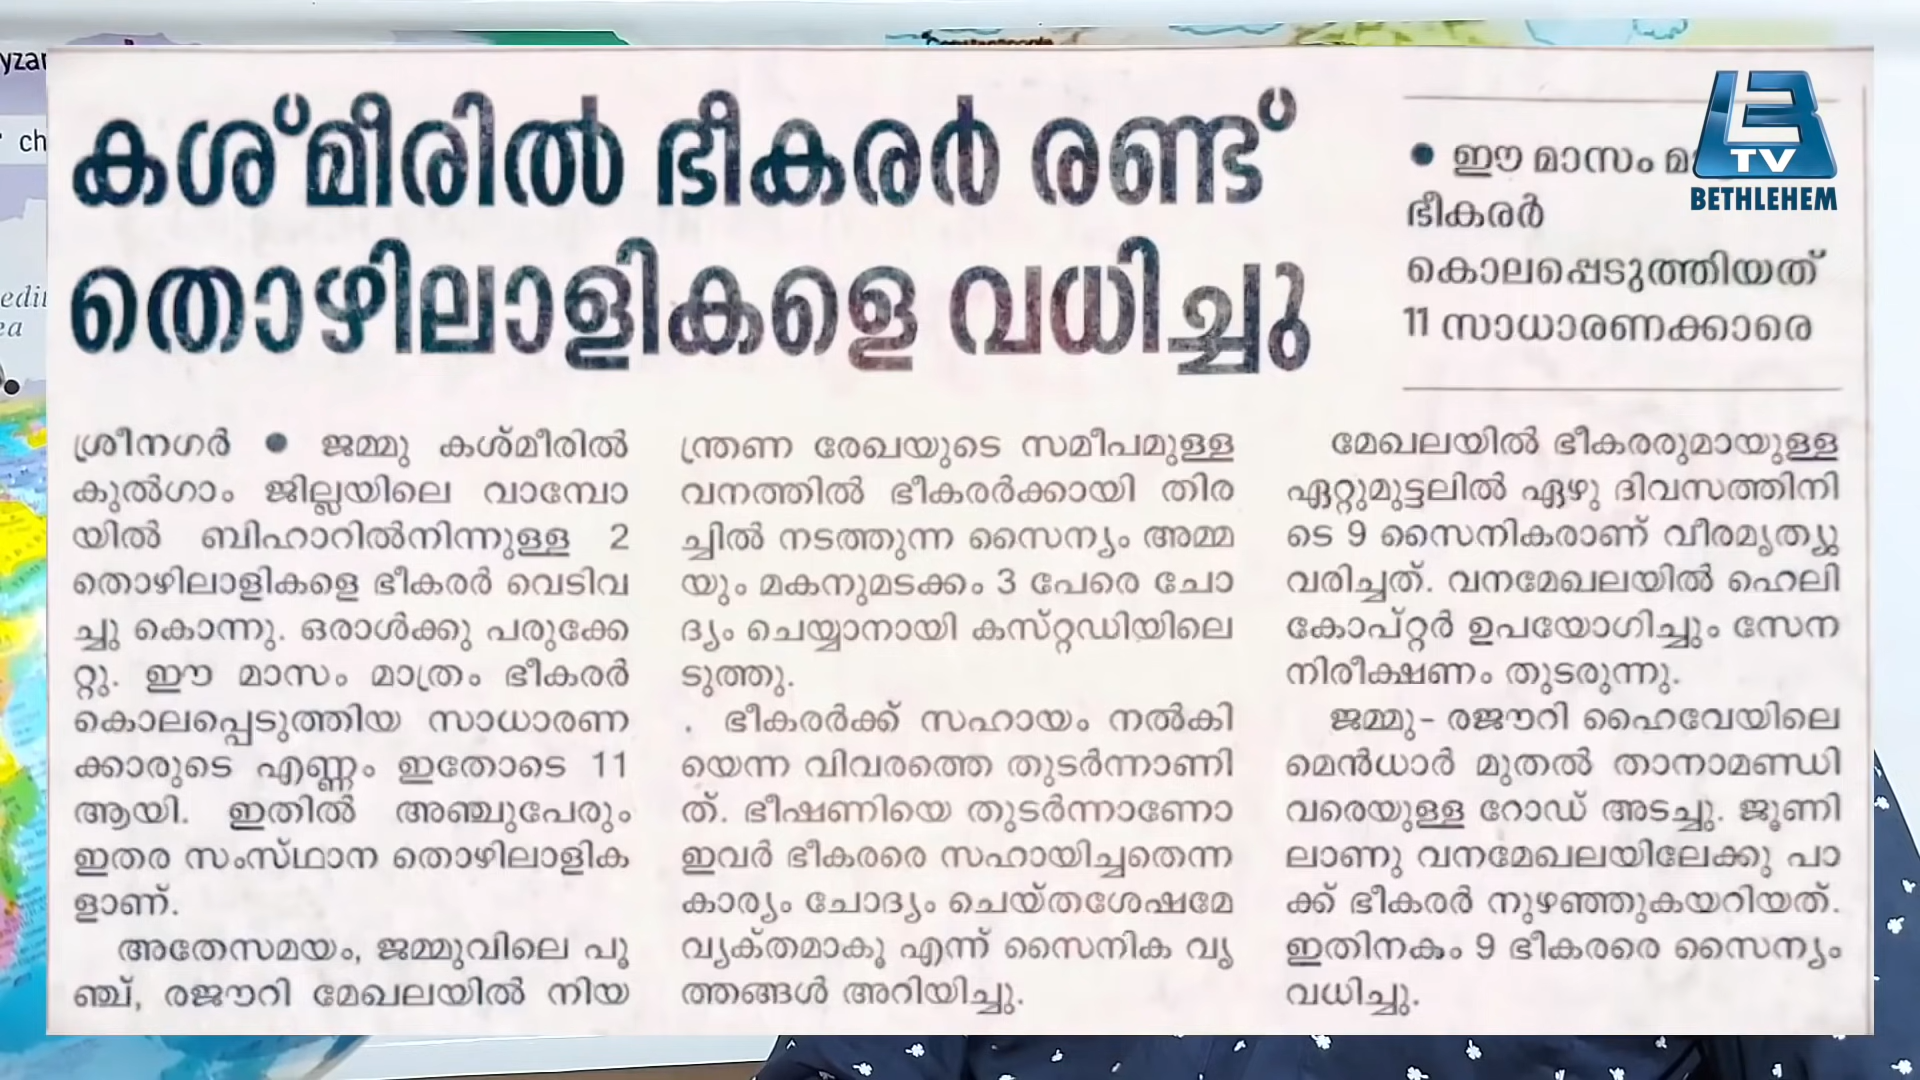 കശ്മീരിൽ ഭീകരർ രണ്ട്
തൊഴിലാളികളെ വധിച്ചു
● ഈ മാസം
ഭീകരർ
കൊലപ്പെടുത്തിയത്
11 സാധാരണക്കാരെ
ശ്രീനഗർ ● ജമ്മു കശ്മീരിൽ
കുൽഗാം ജില്ലയിലെ വാമ്പോ
യിൽ ബിഹാറിൽനിന്നുള്ള 2
തൊഴിലാളികളെ ഭീകരർ വെടിവ
ച്ചു കൊന്നു. ഒരാൾക്കു പരുക്കേ
റ്റു. ഈ മാസം മാത്രം ഭീകരർ
കൊലപ്പെടുത്തിയ സാധാരണ
ക്കാരുടെ എണ്ണം ഇതോടെ 11
ആയി. ഇതിൽ അഞ്ചുപേരും
ഇതര സംസ്ഥാന തൊഴിലാളിക
ളാണ്.
അതേസമയം, ജമ്മുവിലെ പൂ
ഞ്ച്, രജൗറി മേഖലയിൽ നിയ
ന്ത്രണ രേഖയുടെ സമീപമുള്ള
വനത്തിൽ ഭീകരർക്കായി തിര
ച്ചിൽ നടത്തുന്ന സൈന്യം അമ്മ
യും മകനുമടക്കം 3 പേരെ ചോ
ദ്യം ചെയ്യാനായി കസ്റ്റഡിയിലെ
ടുത്തു.
. ഭീകരർക്ക് സഹായം നൽകി
യെന്ന വിവരത്തെ തുടർന്നാണി
ത്. ഭീഷണിയെ തുടർന്നാണോ
ഇവർ ഭീകരരെ സഹായിച്ചതെന്ന
കാര്യം ചോദ്യം ചെയ്തശേഷമേ
വ്യക്തമാകൂ എന്ന് സൈനിക വൃ
ത്തങ്ങൾ അറിയിച്ചു.
മേഖലയിൽ ഭീകരരുമായുള്ള
ഏറ്റുമുട്ടലിൽ ഏഴു ദിവസത്തിനി
ടെ 9 സൈനികരാണ് വീരമൃത്യു
വരിച്ചത്. വനമേഖലയിൽ ഹെലി
കോപ്റ്റർ ഉപയോഗിച്ചും സേന
നിരീക്ഷണം തുടരുന്നു.
ജമ്മു- രജൗറി ഹൈവേയിലെ
മെൻധാർ മുതൽ താനാമണ്ഡി
വരെയുള്ള റോഡ് അടച്ചു. ജൂണി
ലാണു വനമേഖലയിലേക്കു പാ
ക്ക് ഭീകരർ നുഴഞ്ഞുകയറിയത്.
ഇതിനകം 9 ഭീകരരെ സൈന്യം
വധിച്ചു.
TV
BETHLEHEM
ch